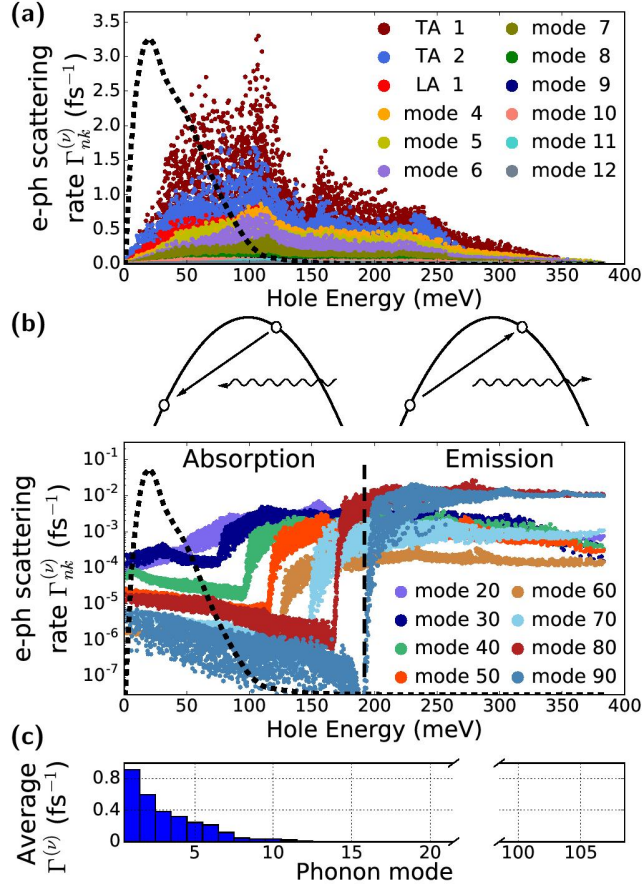 (a)
3.5
3.0
2.5
2.0
1.5
1.0
0.5
0.0
e-ph scattering
rate Γ_{nk}^{(ν)} (fs⁻¹)
TA 1
TA 2
LA 1
mode 4
mode 5
mode 6
mode 7
mode 8
mode 9
mode 10
mode 11
mode 12
0 50 100 150 200 250 300 350 400
Hole Energy (meV)
(b)
Absorption
Emission
10⁻¹
10⁻²
10⁻³
10⁻⁴
10⁻⁵
10⁻⁶
10⁻⁷
e-ph scattering
rate Γ_{nk}^{(ν)} (fs⁻¹)
mode 20
mode 30
mode 40
mode 50
mode 60
mode 70
mode 80
mode 90
0 50 100 150 200 250 300 350 400
Hole Energy (meV)
(c)
Average
Γ^{(ν)} (fs⁻¹)
0.8
0.4
0
5 10 15 20 100 105
Phonon mode